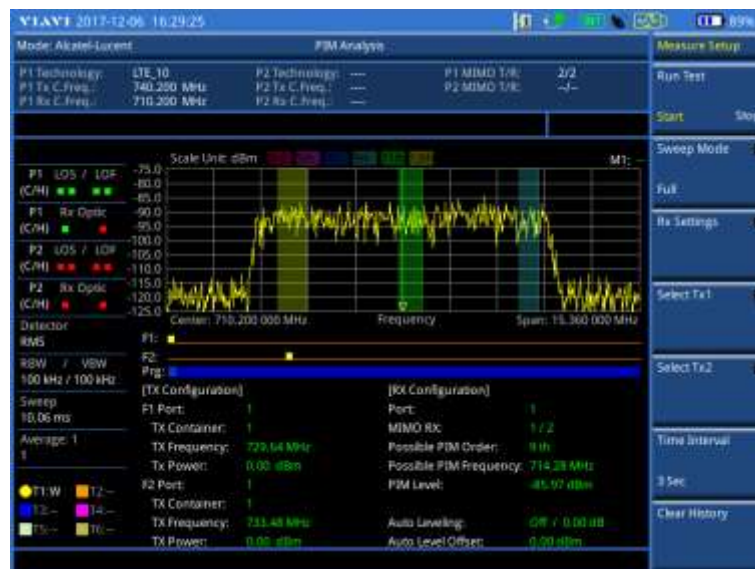 VIAVI 2017-12-06 16:29:25 INT 89%
Mode: Alcatel-Lucent PIM Analysis Measure Setup
P1 Technology: LTE_10 P2 Technology: --- P1 MIMO T/R: 2/2
P1 Tx C.Freq.: 740.200 MHz P2 Tx C.Freq.: --- P2 MIMO T/R: -/-
P1 Rx C.Freq.: 710.200 MHz P2 Rx C.Freq.: ---
Run Test
Start Sto
Scale Unit: dBm M1: --
Sweep Mode
Full
P1 LOS / LOF
(C/H)
P1 Rx Optic
(C/H)
P2 LOS / LOF
(C/H)
P2 Rx Optic
(C/H)
-75.0
-80.0
-85.0
-90.0
-95.0
-100.0
-105.0
-110.0
-115.0
-120.0
-125.0
Rx Settings
Select Tx1
Center: 710.200 000 MHz Frequency Span: 15.360 000 MHz
Detector
RMS
F1:
F2:
Prg:
RBW / VBW
100 kHz / 100 kHz
Sweep
10.06 ms
Average: 1
1
T1: W T2: --
T3: -- T4: --
T5: -- T6: --
[TX Configuration]
F1 Port: 1
TX Container: 1
TX Frequency: 729.64 MHz
Tx Power: 0.00 dBm
F2 Port: 1
TX Container: 1
TX Frequency: 733.48 MHz
TX Power: 0.00 dBm
[RX Configuration]
Port: 1
MIMO RX: 1 / 2
Possible PIM Order: 9 th
Possible PIM Frequency: 714.28 MHz
PIM Level: -85.97 dBm
Auto Leveling: Off / 0.00 dB
Auto Level Offset: 0.00 dBm
Select Tx2
Time Interval
3 Sec
Clear History